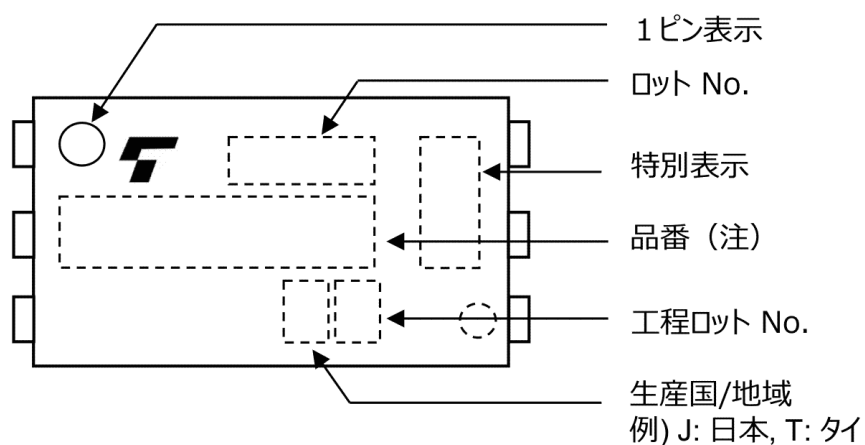 １ピン表示
ロット No.
特別表示
品番（注）
工程ロット No.
生産国/地域
例) J: 日本, T: タイ